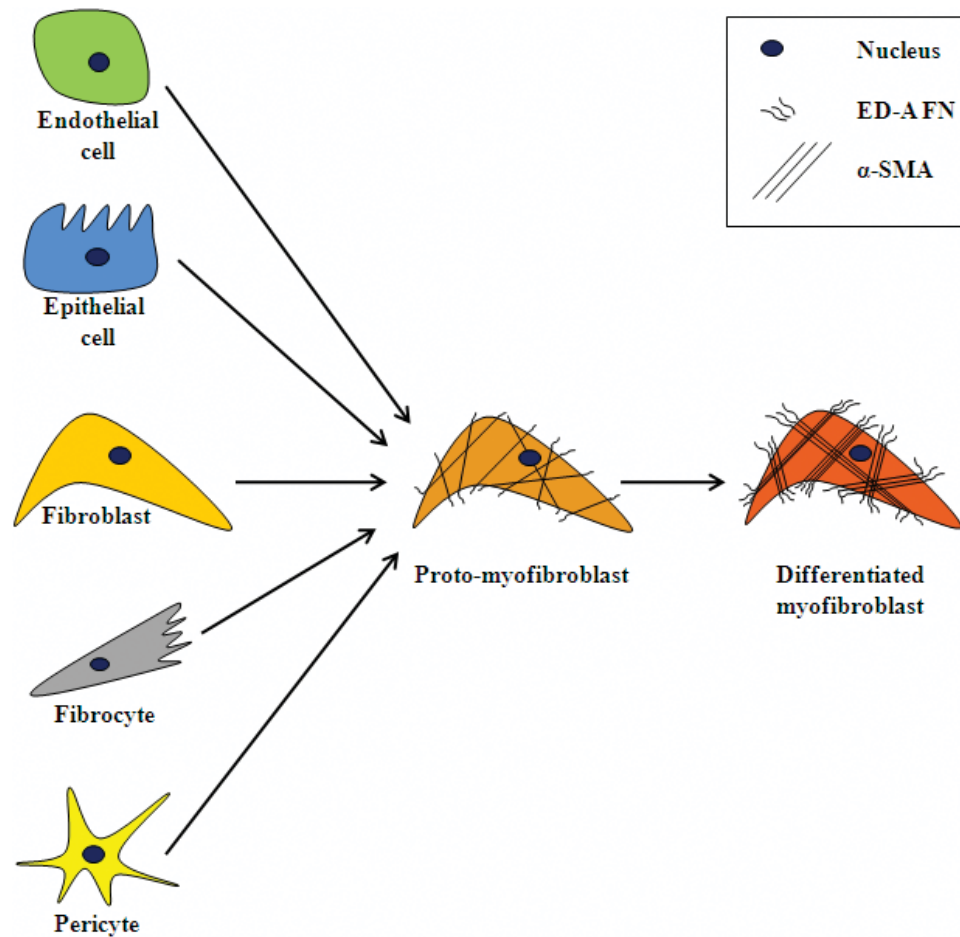 Endothelial
cell
Epithelial
cell
Fibroblast
Fibrocyte
Pericyte
Proto-myofibroblast
Differentiated
myofibroblast
Nucleus
ED-A FN
α-SMA